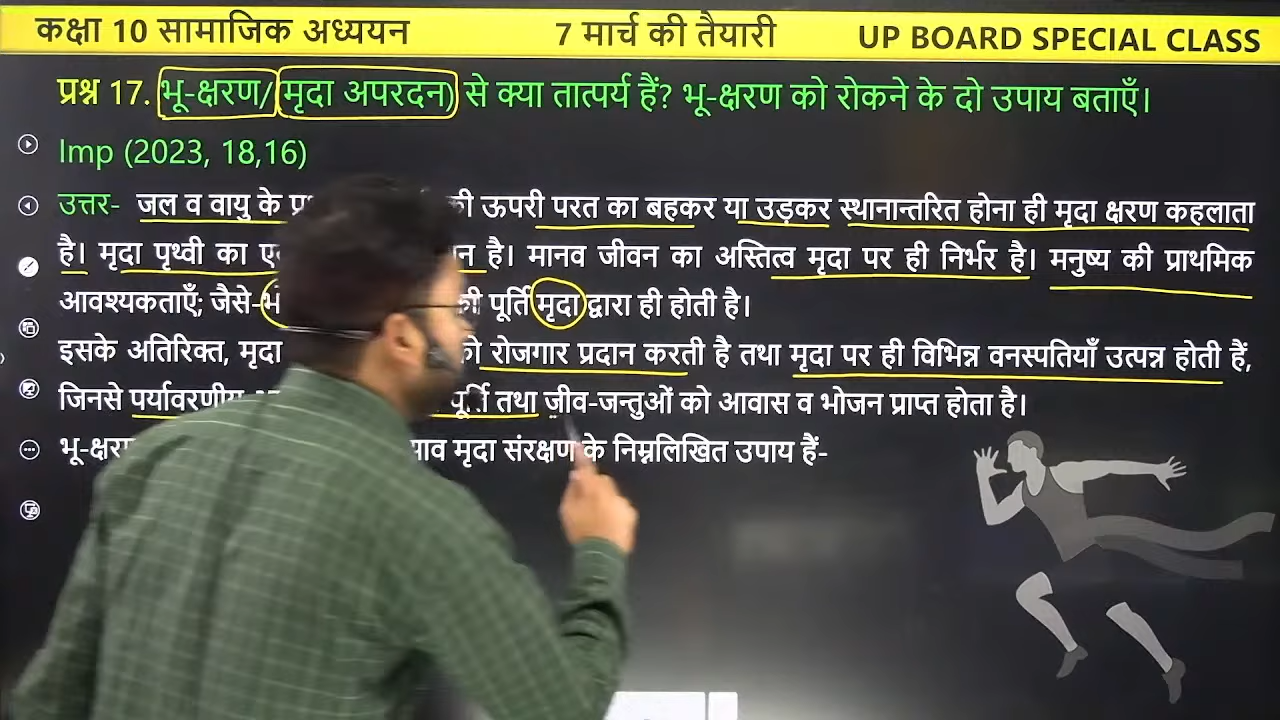 कक्षा 10 सामाजिक अध्ययन 7 मार्च की तैयारी UP BOARD SPECIAL CLASS
प्रश्न 17. भू-क्षरण/ (मृदा अपरदन) से क्या तात्पर्य हैं? भू-क्षरण को रोकने के दो उपाय बताएँ।
Imp (2023, 18,16)
उत्तर- जल व वायु के की ऊपरी परत का बहकर या उड़कर स्थानान्तरित होना ही मृदा क्षरण कहलाता
है। मृदा पृथ्वी का है। मानव जीवन का अस्तित्व मृदा पर ही निर्भर है। मनुष्य की प्राथमिक
आवश्यकताएँ; जैसे- की पूर्ति मृदा द्वारा ही होती है।
इसके अतिरिक्त, मृदा को रोजगार प्रदान करती है तथा मृदा पर ही विभिन्न वनस्पतियाँ उत्पन्न होती हैं,
जिनसे पर्यावरणीय पूर्ति तथा जीव-जन्तुओं को आवास व भोजन प्राप्त होता है।
मृदा संरक्षण के निम्नलिखित उपाय हैं-